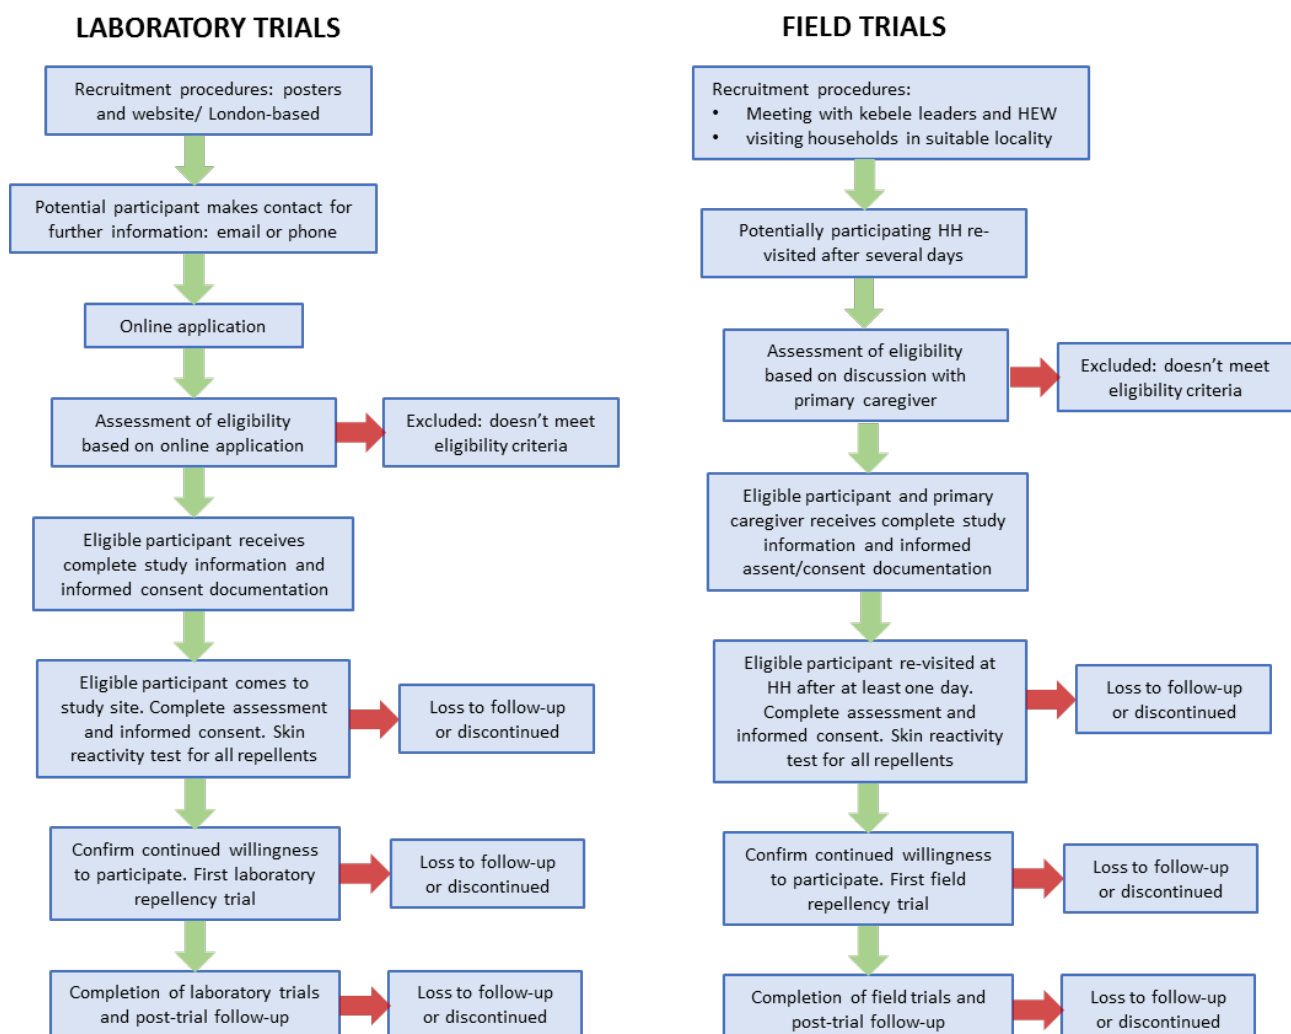 LABORATORY TRIALS
Recruitment procedures: posters
and website/ London-based
Potential participant makes contact for
further information: email or phone
Online application
Assessment of eligibility
based on online application
Excluded: doesn’t meet
eligibility criteria
Eligible participant receives
complete study information and
informed consent documentation
Eligible participant comes to
study site. Complete assessment
and informed consent. Skin
reactivity test for all repellents
Loss to follow-up
or discontinued
Confirm continued willingness
to participate. First laboratory
repellency trial
Loss to follow-up
or discontinued
Completion of laboratory trials
and post-trial follow-up
Loss to follow-up
or discontinued
FIELD TRIALS
Recruitment procedures:
• Meeting with kebele leaders and HEW
• visiting households in suitable locality
Potentially participating HH re-
visited after several days
Assessment of eligibility
based on discussion with
primary caregiver
Excluded: doesn’t meet
eligibility criteria
Eligible participant and primary
caregiver receives complete study
information and informed
assent/consent documentation
Eligible participant re-visited at
HH after at least one day.
Complete assessment and
informed consent. Skin reactivity
test for all repellents
Loss to follow-up
or discontinued
Confirm continued willingness
to participate. First field
repellency trial
Loss to follow-up
or discontinued
Completion of field trials and
post-trial follow-up
Loss to follow-up
or discontinued